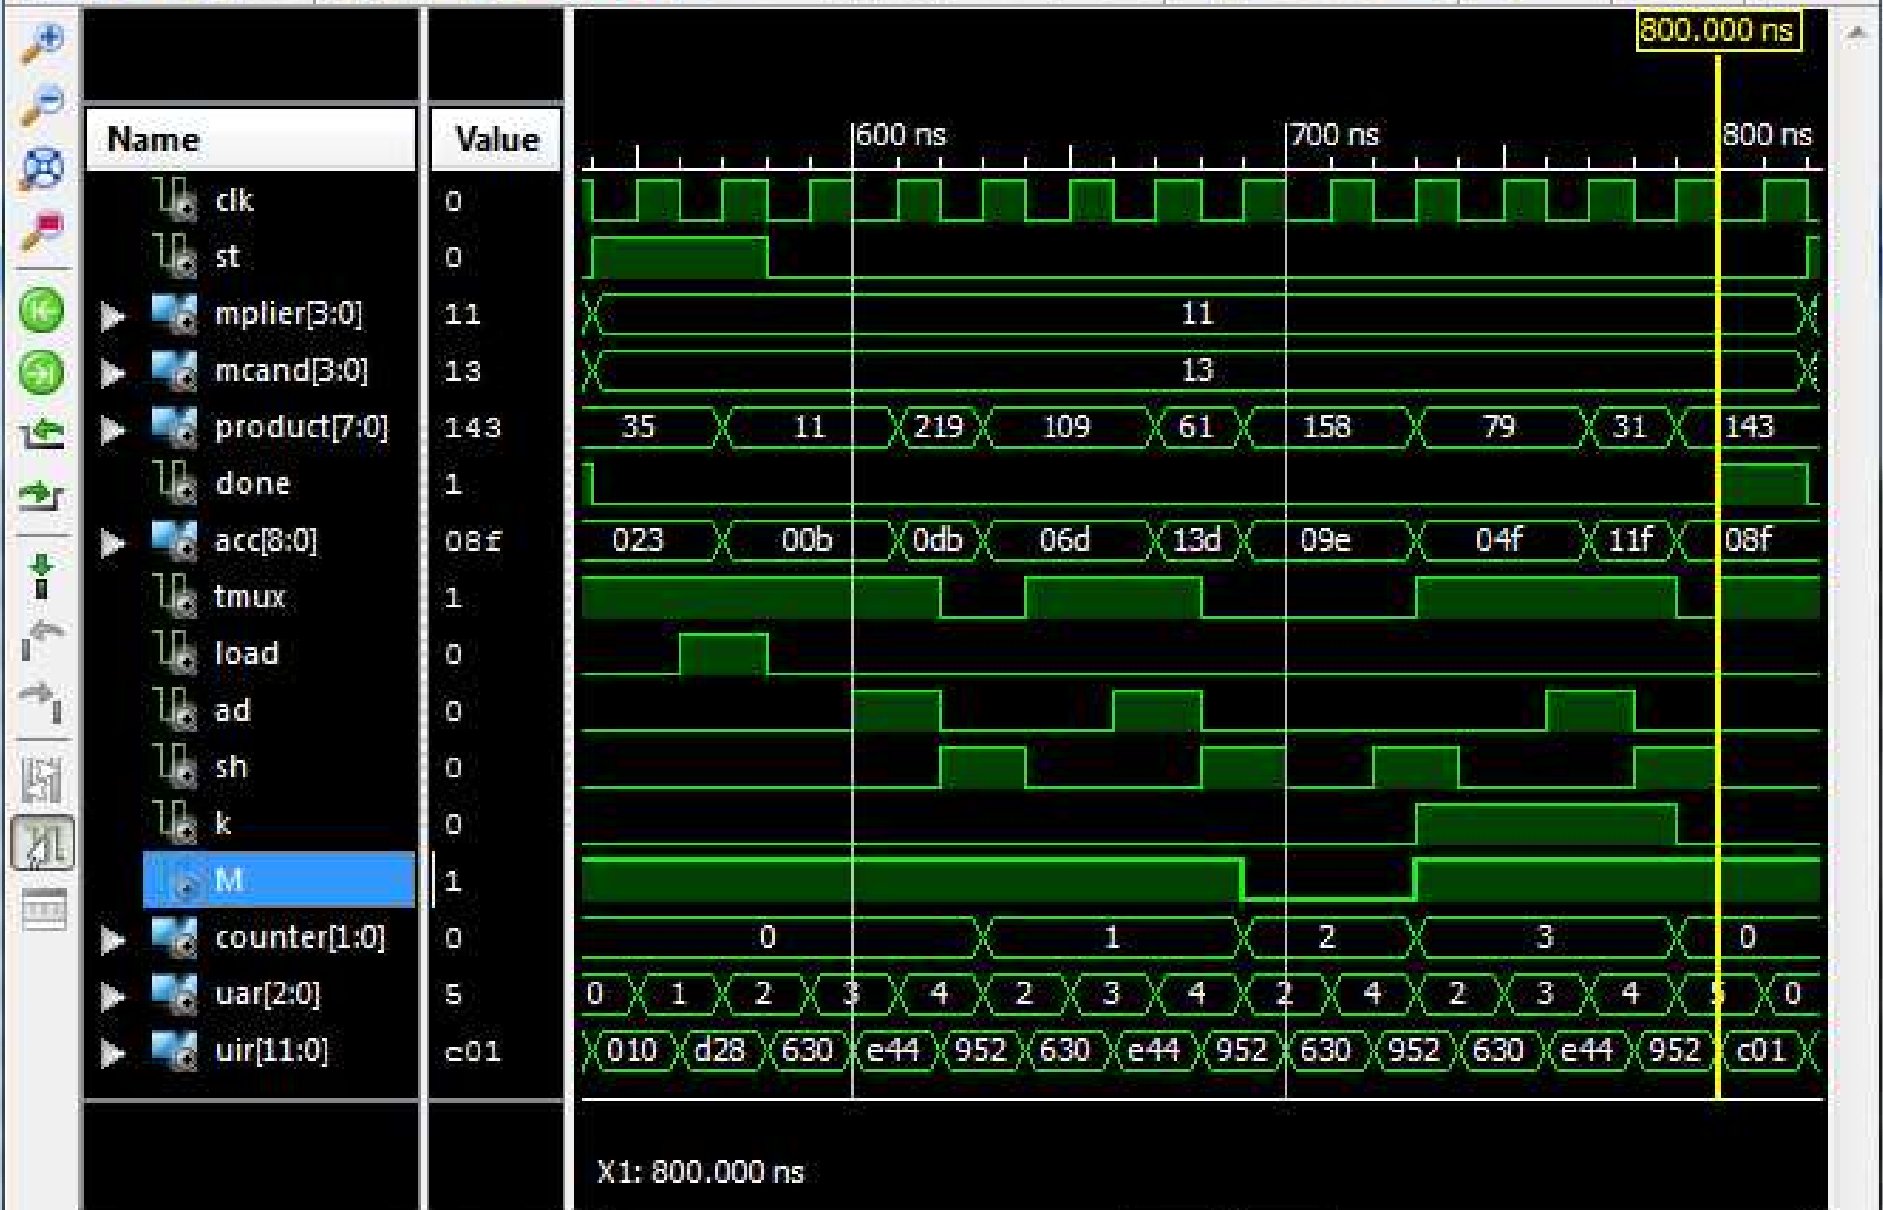 800.000 ns
Name Value 600 ns 700 ns 800 ns
clk 0
st 0
mplier[3:0] 11 11
mcand[3:0] 13 13
product[7:0] 143 35 11 219 109 61 158 79 31 143
done 1
acc[8:0] 08f 023 00b 0db 06d 13d 09e 04f 11f 08f
tmux 1
load 0
ad 0
sh 0
k 0
M 1
counter[1:0] 0 0 1 2 3 0
uar[2:0] 5 0 1 2 3 4 2 3 4 2 4 2 3 4 5 0
uir[11:0] c01 010 d28 630 e44 952 630 e44 952 630 952 630 e44 952 c01
X1: 800.000 ns